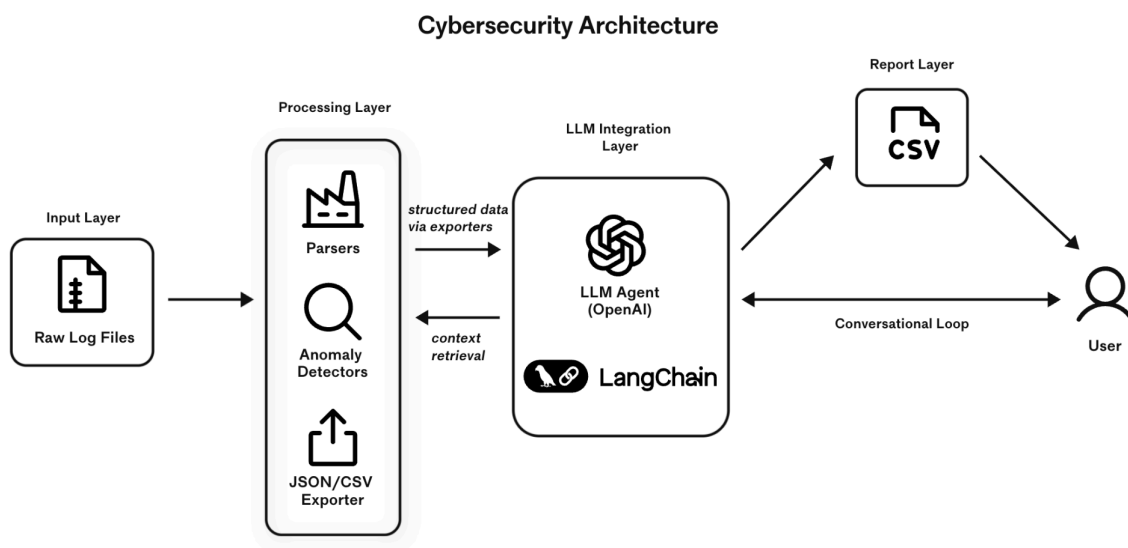 Cybersecurity Architecture
Input Layer
Raw Log Files
Processing Layer
Parsers
Anomaly
Detectors
JSON/CSV
Exporter
structured data
via exporters
context
retrieval
LLM Integration
Layer
LLM Agent
(OpenAI)
LangChain
Report Layer
CSV
Conversational Loop
User